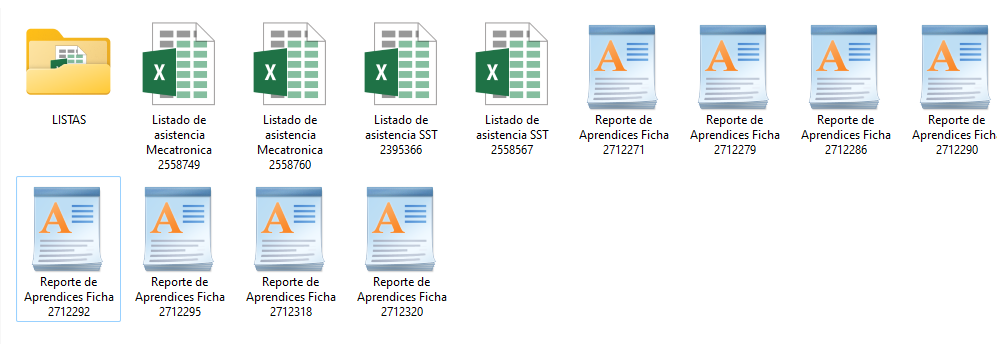 LISTAS
Listado de
asistencia
Mecatronica
2558749
Listado de
asistencia
Mecatronica
2558760
Listado de
asistencia SST
2395366
Listado de
asistencia SST
2558567
Reporte de
Aprendices Ficha
2712271
Reporte de
Aprendices Ficha
2712279
Reporte de
Aprendices Ficha
2712286
Reporte de
Aprendices Ficha
2712290
Reporte de
Aprendices Ficha
2712292
Reporte de
Aprendices Ficha
2712295
Reporte de
Aprendices Ficha
2712318
Reporte de
Aprendices Ficha
2712320